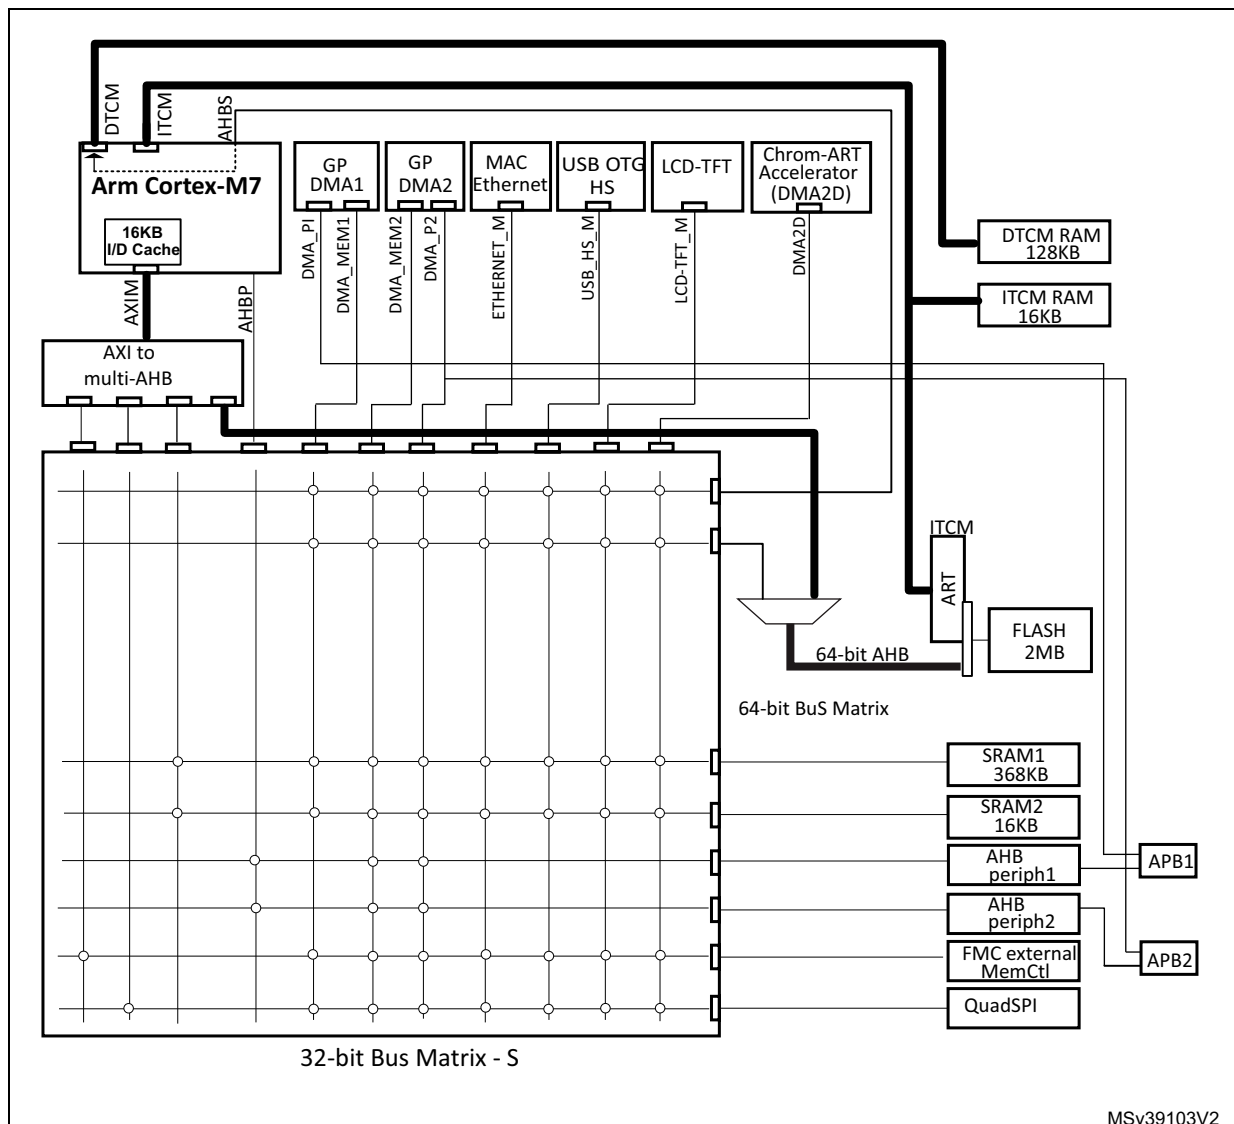 DTCM
ITCM
AHBS
Arm Cortex-M7
16KB
I/D Cache
GP
DMA1
GP
DMA2
MAC
Ethernet
USB OTG
HS
LCD-TFT
Chrom-ART
Accelerator
(DMA2D)
DTCM RAM
128KB
ITCM RAM
16KB
AXIM
AHBP
DMA_PI
DMA_MEM1
DMA_MEM2
DMA_P2
ETHERNET_M
USB_HS_M
LCD-TFT_M
DMA2D
AXI to
multi-AHB
ITCM
ART
FLASH
2MB
64-bit AHB
64-bit BuS Matrix
SRAM1
368KB
SRAM2
16KB
AHB
periph1
APB1
AHB
periph2
FMC external
MemCtl
APB2
QuadSPI
32-bit Bus Matrix - S
MSv39103V2